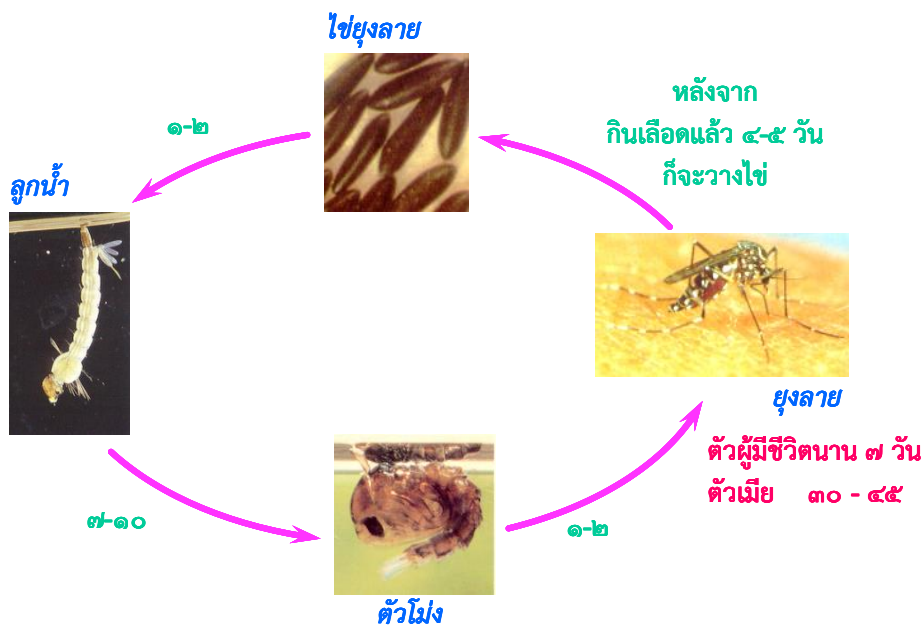 ไข่ยุงลาย
หลังจาก
กินเลือดแล้ว ๔-๕ วัน
ก็จะวางไข่
๑-๒
ลูกน้ำ
ยุงลาย
ตัวผู้มีชีวิตนาน ๗ วัน
ตัวเมีย ๓๐ - ๔๕
๗-๑๐
๑-๒
ตัวโม่ง